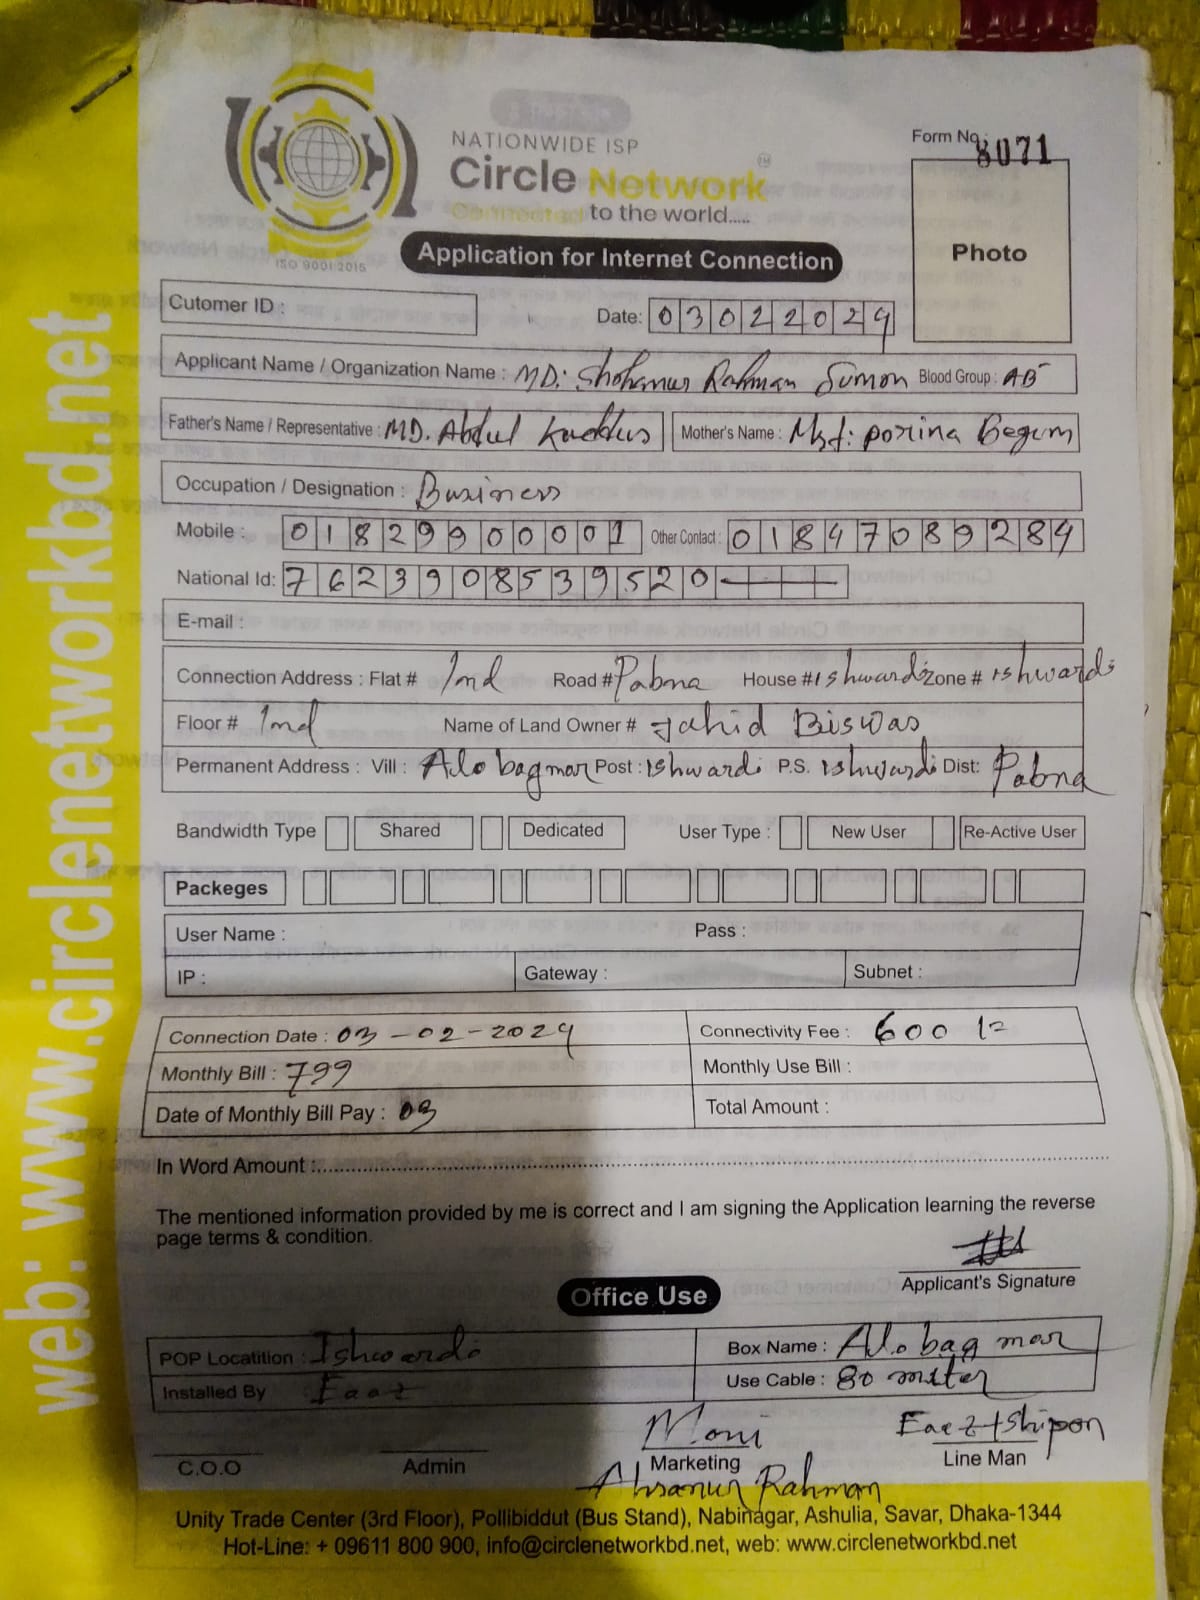 NATIONWIDE ISP
Circle Network TM
Connected to the world.....
ISO 9001:2015
Form No: 8071
Photo
Application for Internet Connection
Cutomer ID :
Date: 03022024
Applicant Name / Organization Name : MD: Shohanur Rahman Sumon Blood Group : AB-
Father's Name / Representative : MD. Abdul Kuddus Mother's Name : Mst: porina Begum
Occupation / Designation : Business
Mobile : 01829900001 Other Contact : 01847089284
National Id: 7623908539520
E-mail :
Connection Address : Flat # 1nd Road # Pabna House # Ishwardi Zone # Ishwardi
Floor # 1nd Name of Land Owner # Jahid Biswas
Permanent Address : Vill : Alobagmor Post : Ishwardi P.S. Ishwardi Dist: Pabna
Bandwidth Type Shared Dedicated User Type : New User Re-Active User
Packeges
User Name : Pass :
IP : Gateway : Subnet :
Connection Date : 03-02-2024 Connectivity Fee : 600 /=
Monthly Bill : 799 Monthly Use Bill :
Date of Monthly Bill Pay : 03 Total Amount :
In Word Amount :
The mentioned information provided by me is correct and I am signing the Application learning the reverse
page terms & condition.
Applicant's Signature
Office Use
POP Locatition : Ishwardi Box Name : Alobag mor
Installed By Eaaz Use Cable : 80 miter
Moni Eaez+Shipon
C.O.O Admin Marketing Line Man
Ahsanur Rahman
Unity Trade Center (3rd Floor), Pollibiddut (Bus Stand), Nabinagar, Ashulia, Savar, Dhaka-1344
Hot-Line: + 09611 800 900, info@circlenetworkbd.net, web: www.circlenetworkbd.net
web: www.circlenetworkbd.net